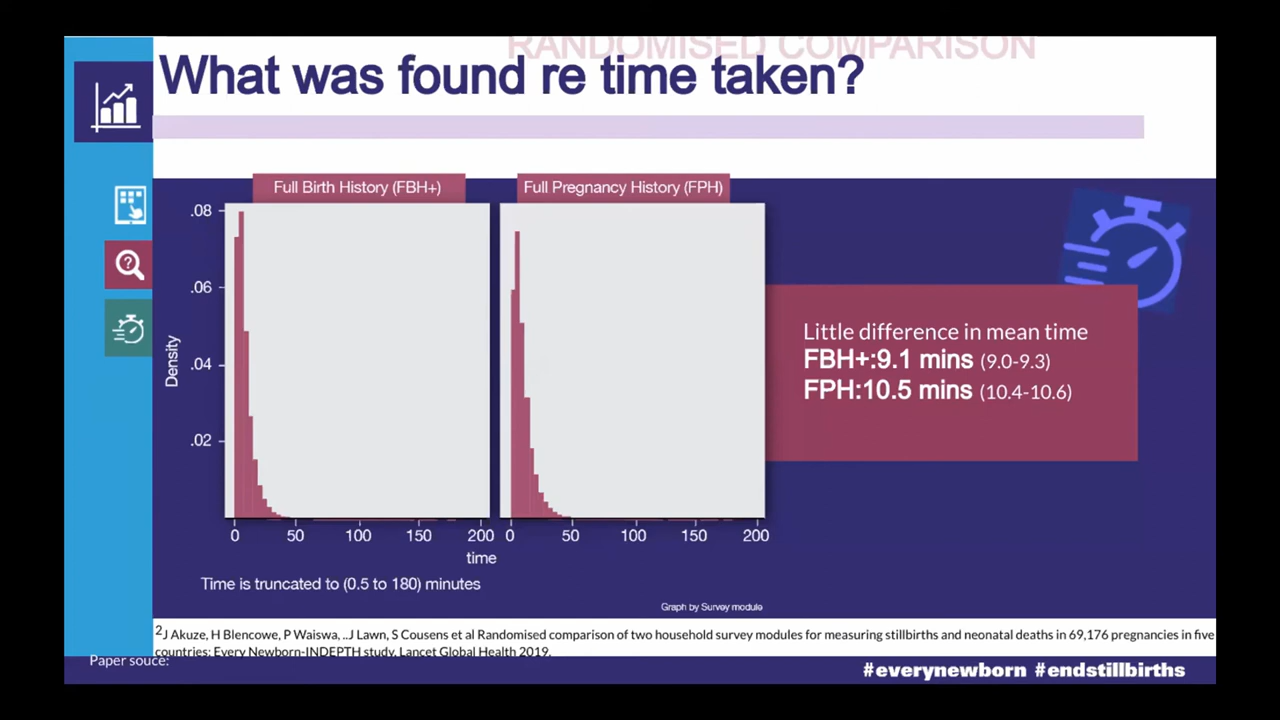 RANDOMISED COMPARISON
What was found re time taken?
Full Birth History (FBH+)
Full Pregnancy History (FPH)
.08
.06
.04
.02
Density
0 50 100 150 200
0 50 100 150 200
time
Time is truncated to (0.5 to 180) minutes
Graph by Survey module
Little difference in mean time
FBH+:9.1 mins (9.0-9.3)
FPH:10.5 mins (10.4-10.6)
2J Akuze, H Blencowe, P Waiswa, ..J Lawn, S Cousens et al Randomised comparison of two household survey modules for measuring stillbirths and neonatal deaths in 69,176 pregnancies in five
countries: Every Newborn-INDEPTH study. Lancet Global Health 2019.
Paper souce:
#everynewborn #endstillbirths